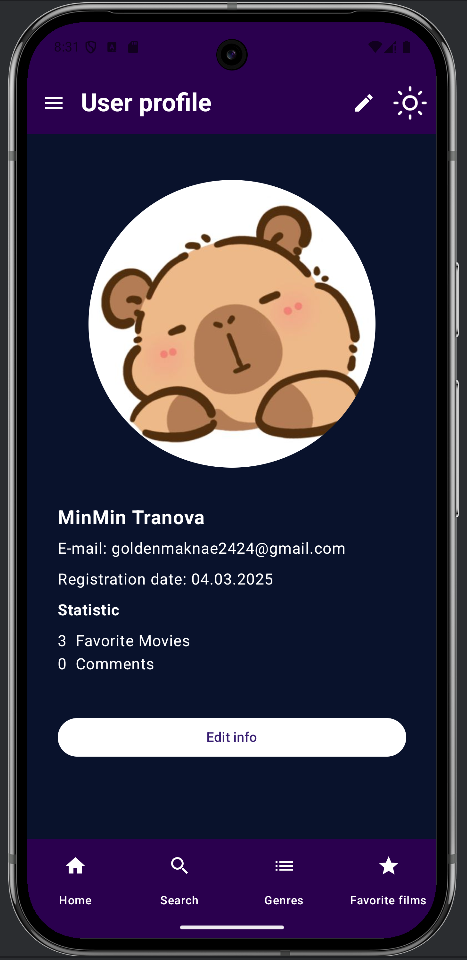 8:31
User profile
MinMin Tranova
E-mail: goldenmaknae2424@gmail.com
Registration date: 04.03.2025
Statistic
3 Favorite Movies
0 Comments
Edit info
Home Search Genres Favorite films